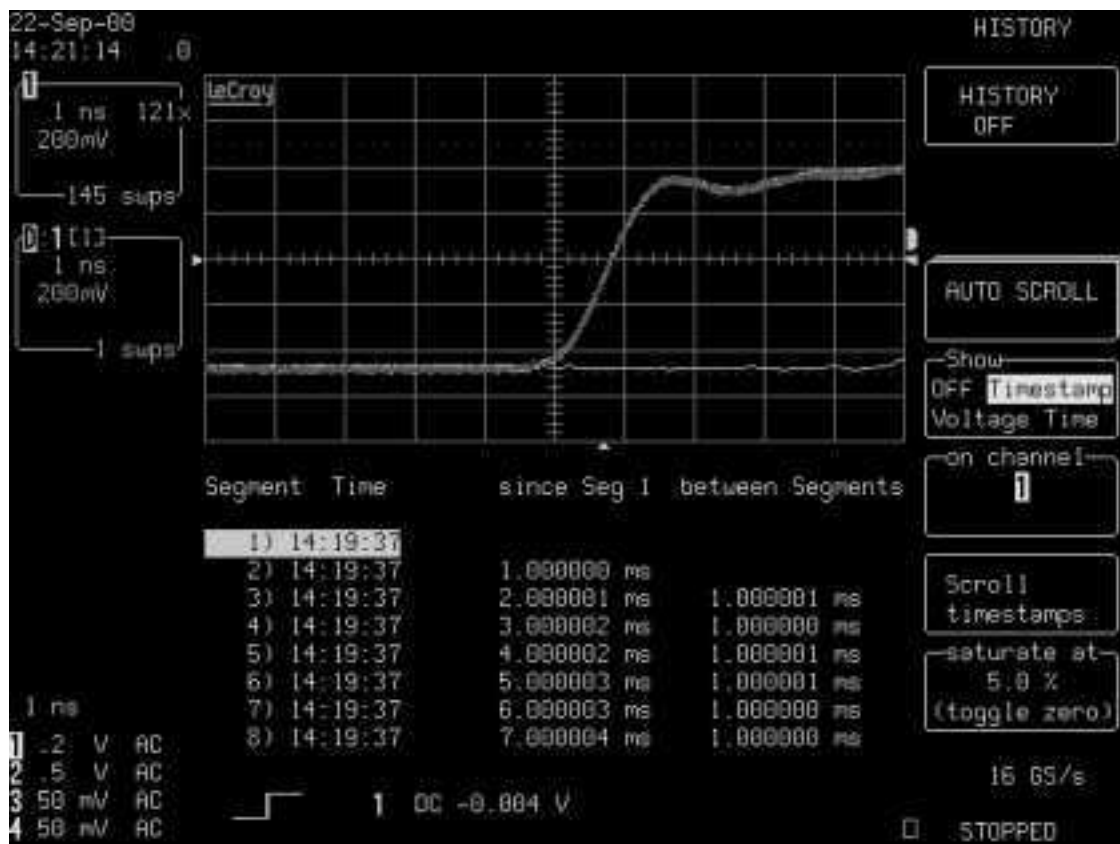 22-Sep-00
14:21:14 .0
HISTORY
1
1 ns 121x
200mV
145 swps
D:1[1]
1 ns
200mV
1 swps
LeCroy
HISTORY
OFF
AUTO SCROLL
Show
OFF Timestamp
Voltage Time
on channel
1
Scroll
timestamps
saturate at
5.0 %
(toggle zero)
Segment Time since Seg 1 between Segments
1) 14:19:37
2) 14:19:37 1.000000 ms
3) 14:19:37 2.000001 ms 1.000001 ms
4) 14:19:37 3.000002 ms 1.000000 ms
5) 14:19:37 4.000002 ms 1.000001 ms
6) 14:19:37 5.000003 ms 1.000001 ms
7) 14:19:37 6.000003 ms 1.000000 ms
8) 14:19:37 7.000004 ms 1.000000 ms
1 ns
1 .2 V AC
2 .5 V AC
3 50 mV AC
4 50 mV AC
1 DC -0.004 V
16 GS/s
STOPPED